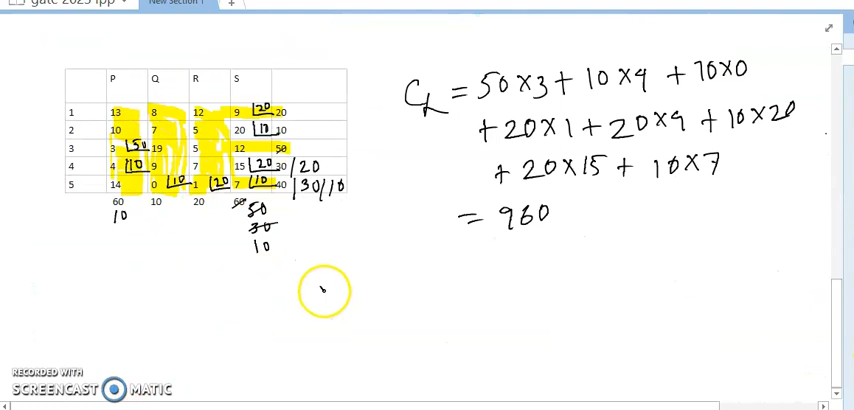 gate 2023 ipp
New Section 1
+
P Q R S
1 13 8 12 9 20 20
2 10 7 5 20 10 10
3 3 50 19 5 12 50
4 4 10 9 7 15 20 30 /20
5 14 0 10 1 20 7 10 40 /30//10
60 10 20 60 50
10 30
10
C = 50×3 + 10×4 + 10×0
+ 20×1 + 20×9 + 10×20
+ 20×15 + 10×7
= 960
RECORDED WITH
SCREENCAST MATIC